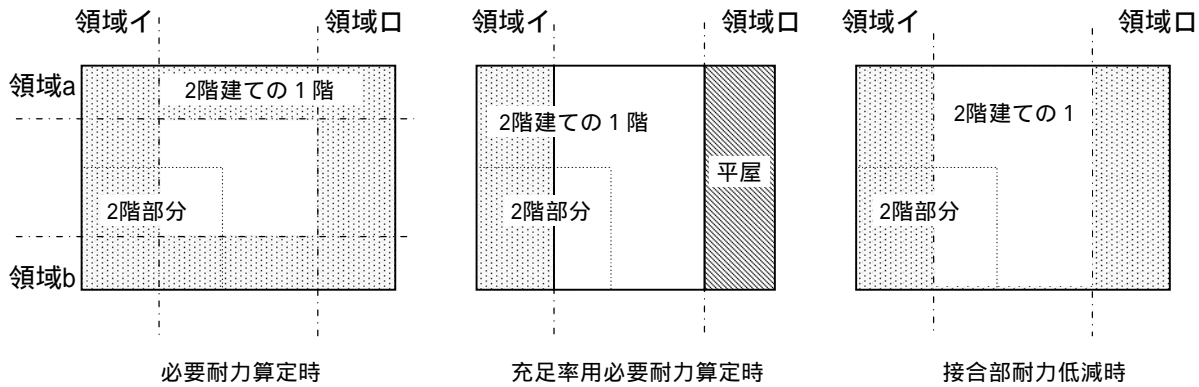 領域イ 領域ロ 領域イ 領域ロ 領域イ 領域ロ
領域a
2階建ての１階
2階建ての１階
2階建ての１
平屋
2階部分
2階部分
2階部分
領域b
必要耐力算定時
充足率用必要耐力算定時
接合部耐力低減時